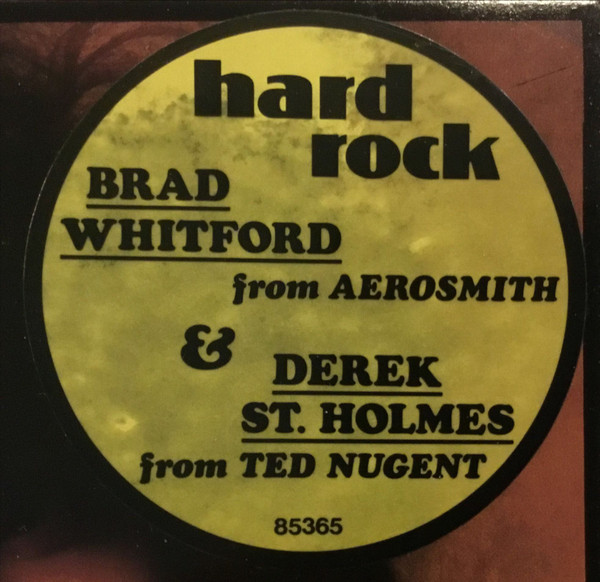 hard
rock
BRAD
WHITFORD
from AEROSMITH
&
DEREK
ST. HOLMES
from TED NUGENT
85365